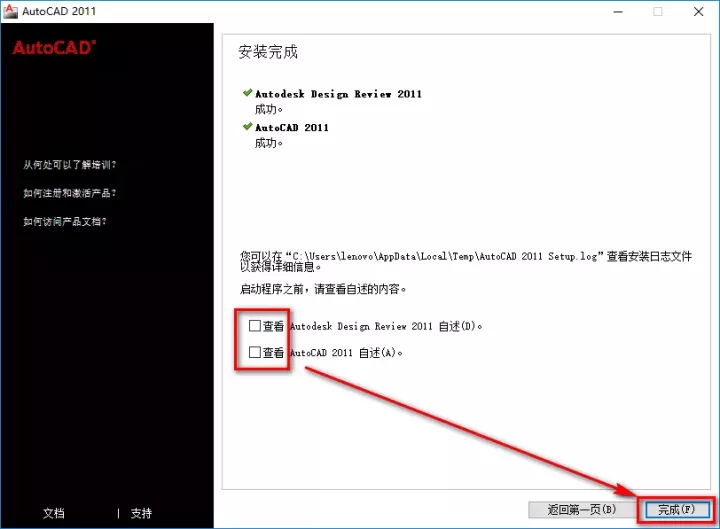 AutoCAD 2011
AutoCAD®
从何处可以了解培训?
如何注册和激活产品?
如何访问产品文档?
文档 | 支持
安装完成
Autodesk Design Review 2011
成功。
AutoCAD 2011
成功。
您可以在“C:\Users\lenovo\AppData\Local\Temp\AutoCAD 2011 Setup.log”查看安装日志文件
以获得详细信息。
启动程序之前，请查看自述的内容。
查看 Autodesk Design Review 2011 自述(D)。
查看 AutoCAD 2011 自述(A)。
返回第一页(B) 完成(F)